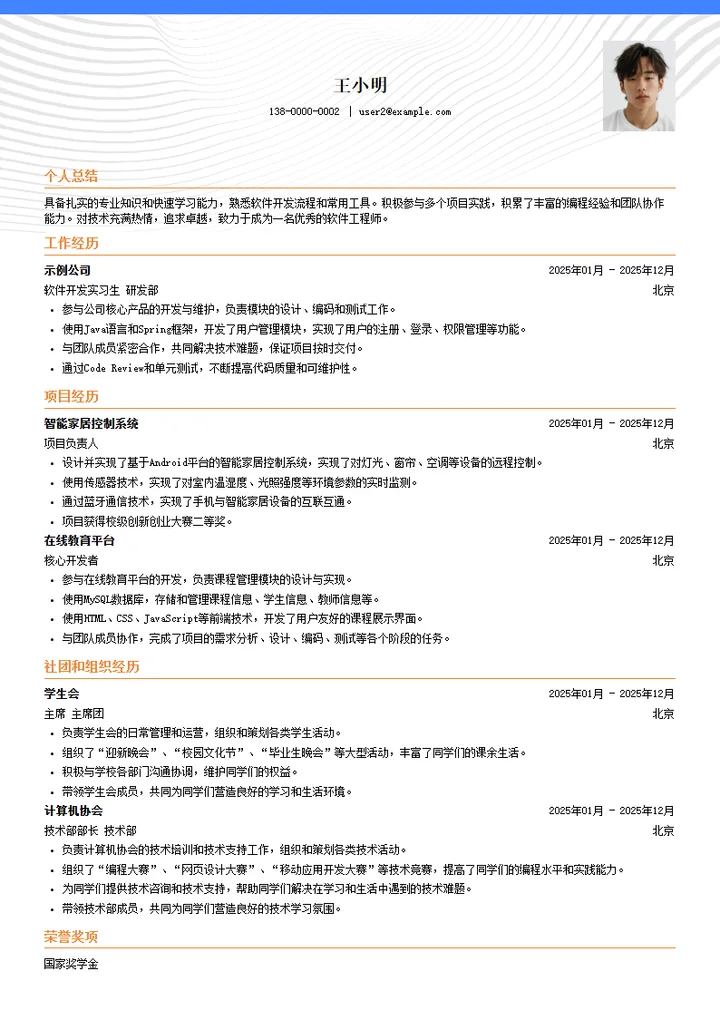 王小明
138-0000-0002 | user2@example.com
个人总结
具备扎实的专业知识和快速学习能力，熟悉软件开发流程和常用工具。积极参与多个项目实践，积累了丰富的编程经验和团队协作
能力。对技术充满热情，追求卓越，致力于成为一名优秀的软件工程师。
工作经历
示例公司 2025年01月 - 2025年12月
软件开发实习生 研发部 北京
• 参与公司核心产品的开发与维护，负责模块的设计、编码和测试工作。
• 使用Java语言和Spring框架，开发了用户管理模块，实现了用户的注册、登录、权限管理等功能。
• 与团队成员紧密合作，共同解决技术难题，保证项目按时交付。
• 通过Code Review和单元测试，不断提高代码质量和可维护性。
项目经历
智能家居控制系统 2025年01月 - 2025年12月
项目负责人 北京
• 设计并实现了基于Android平台的智能家居控制系统，实现了对灯光、窗帘、空调等设备的远程控制。
• 使用传感器技术，实现了对室内温湿度、光照强度等环境参数的实时监测。
• 通过蓝牙通信技术，实现了手机与智能家居设备的互联互通。
• 项目获得校级创新创业大赛二等奖。
在线教育平台 2025年01月 - 2025年12月
核心开发者 北京
• 参与在线教育平台的开发，负责课程管理模块的设计与实现。
• 使用MySQL数据库，存储和管理课程信息、学生信息、教师信息等。
• 使用HTML、CSS、JavaScript等前端技术，开发了用户友好的课程展示界面。
• 与团队成员协作，完成了项目的需求分析、设计、编码、测试等各个阶段的任务。
社团和组织经历
学生会 2025年01月 - 2025年12月
主席 主席团 北京
• 负责学生会的日常管理和运营，组织和策划各类学生活动。
• 组织了“迎新晚会”、“校园文化节”、“毕业生晚会”等大型活动，丰富了同学们的课余生活。
• 积极与学校各部门沟通协调，维护同学们的权益。
• 带领学生会成员，共同为同学们营造良好的学习和生活环境。
计算机协会 2025年01月 - 2025年12月
技术部部长 技术部 北京
• 负责计算机协会的技术培训和技术支持工作，组织和策划各类技术活动。
• 组织了“编程大赛”、“网页设计大赛”、“移动应用开发大赛”等技术竞赛，提高了同学们的编程水平和实践能力。
• 为同学们提供技术咨询和技术支持，帮助同学们解决在学习和生活中遇到的技术难题。
• 带领技术部成员，共同为同学们营造良好的技术学习氛围。
荣誉奖项
国家奖学金